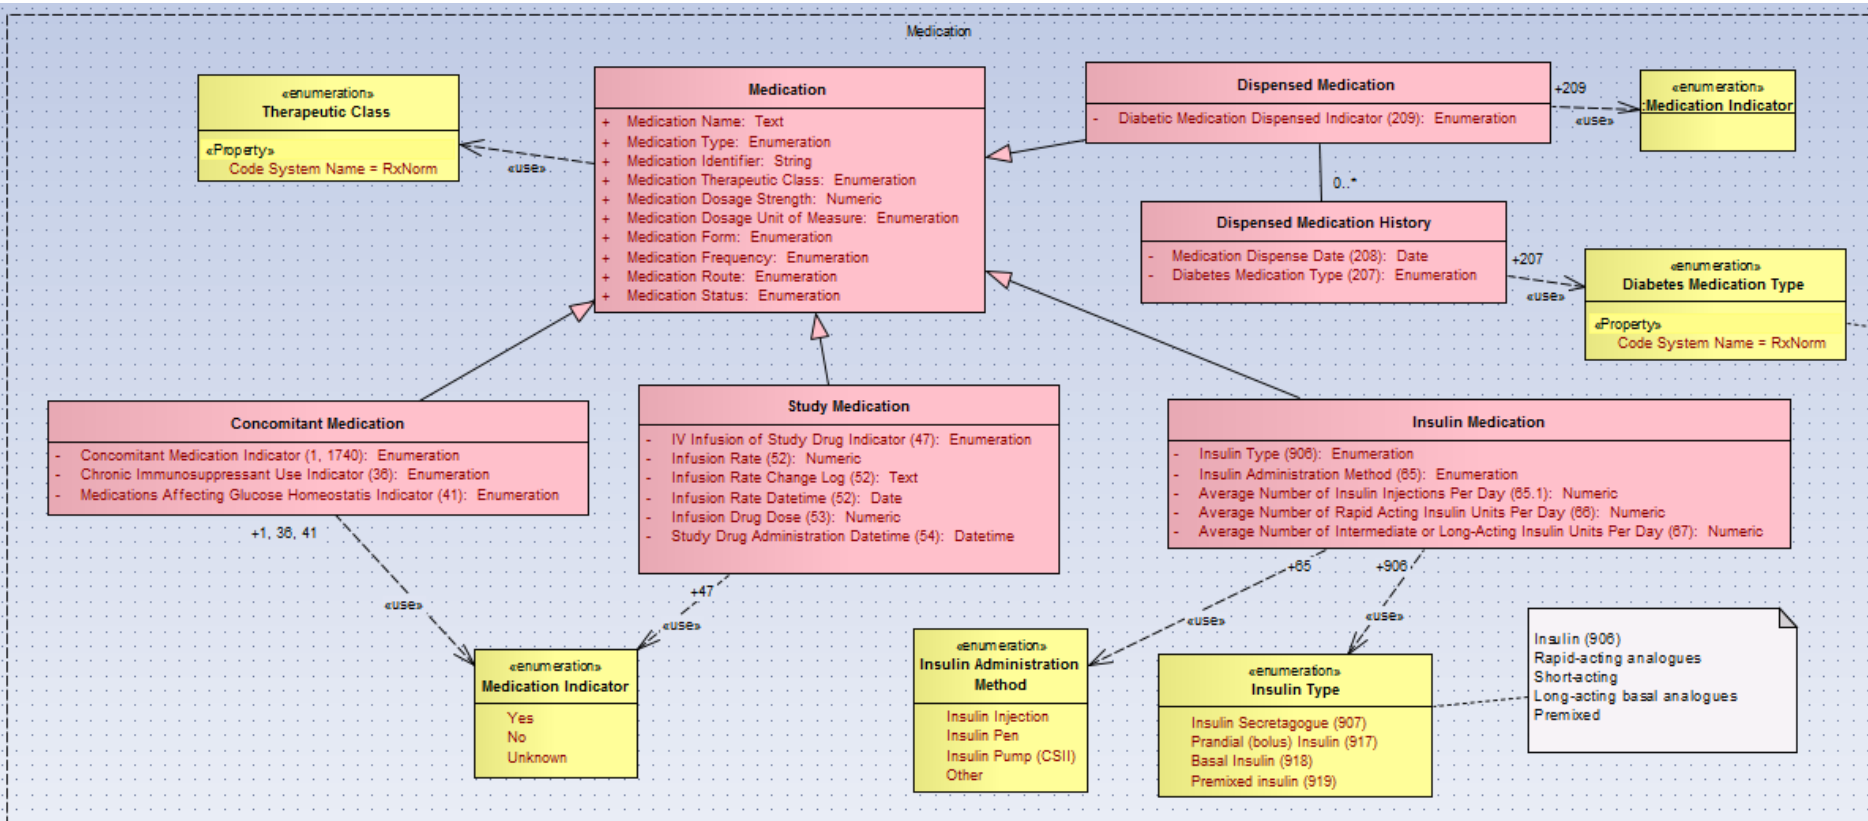 Medication
«enumeration»
Therapeutic Class
«Property»
Code System Name = RxNorm
«use»
Medication
+ Medication Name: Text
+ Medication Type: Enumeration
+ Medication Identifier: String
+ Medication Therapeutic Class: Enumeration
+ Medication Dosage Strength: Numeric
+ Medication Dosage Unit of Measure: Enumeration
+ Medication Form: Enumeration
+ Medication Frequency: Enumeration
+ Medication Route: Enumeration
+ Medication Status: Enumeration
Dispensed Medication
- Diabetic Medication Dispensed Indicator (209): Enumeration
+209
«use»
«enumeration»
:Medication Indicator
0..*
Dispensed Medication History
- Medication Dispense Date (208): Date
- Diabetes Medication Type (207): Enumeration
+207
«use»
«enumeration»
Diabetes Medication Type
«Property»
Code System Name = RxNorm
Concomitant Medication
- Concomitant Medication Indicator (1, 1740): Enumeration
- Chronic Immunosuppressant Use Indicator (36): Enumeration
- Medications Affecting Glucose Homeostatis Indicator (41): Enumeration
+1, 36, 41
«use»
Study Medication
- IV Infusion of Study Drug Indicator (47): Enumeration
- Infusion Rate (52): Numeric
- Infusion Rate Change Log (52): Text
- Infusion Rate Datetime (52): Date
- Infusion Drug Dose (53): Numeric
- Study Drug Administration Datetime (54): Datetime
+47
«use»
Insulin Medication
- Insulin Type (906): Enumeration
- Insulin Administration Method (65): Enumeration
- Average Number of Insulin Injections Per Day (65.1): Numeric
- Average Number of Rapid Acting Insulin Units Per Day (66): Numeric
- Average Number of Intermediate or Long-Acting Insulin Units Per Day (67): Numeric
+65
«use»
+906
«use»
«enumeration»
Medication Indicator
Yes
No
Unknown
«enumeration»
Insulin Administration
Method
Insulin Injection
Insulin Pen
Insulin Pump (CSII)
Other
«enumeration»
Insulin Type
Insulin Secretagogue (907)
Prandial (bolus) Insulin (917)
Basal Insulin (918)
Premixed insulin (919)
Insulin (906)
Rapid-acting analogues
Short-acting
Long-acting basal analogues
Premixed